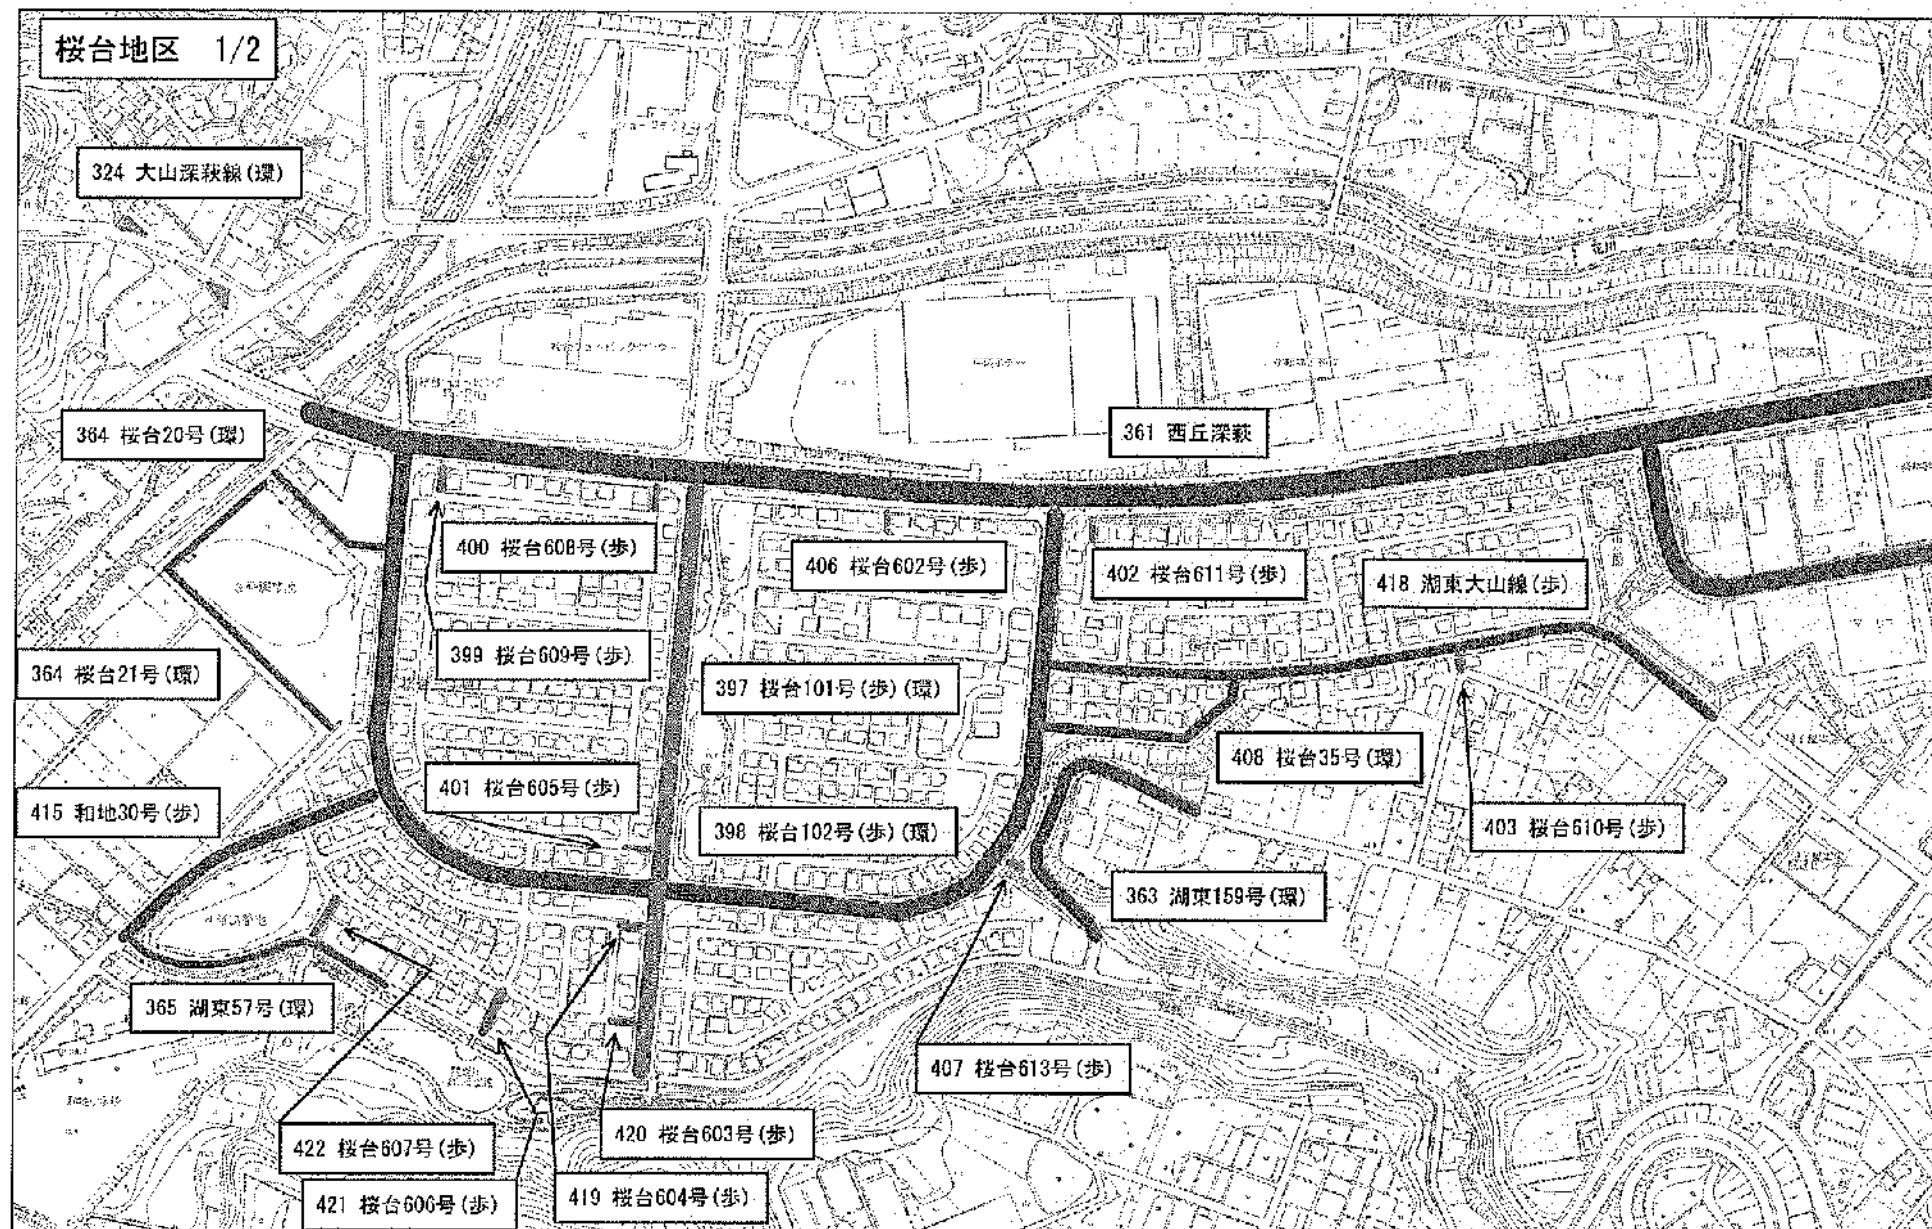 桜台地区 1/2
324 大山深萩線(環)
364 桜台20号(環)
361 西丘深萩
400 桜台608号(歩)
406 桜台602号(歩)
402 桜台611号(歩)
418 湖東大山線(歩)
399 桜台609号(歩)
364 桜台21号(環)
397 桜台101号(歩)(環)
408 桜台35号(環)
401 桜台605号(歩)
415 和地30号(歩)
398 桜台102号(歩)(環)
403 桜台610号(歩)
363 湖東159号(環)
365 湖東57号(環)
407 桜台613号(歩)
420 桜台603号(歩)
422 桜台607号(歩)
419 桜台604号(歩)
421 桜台606号(歩)